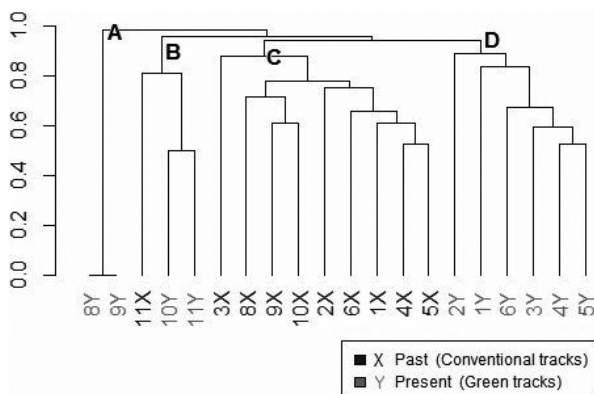 1.0
0.8
0.6
0.4
0.2
0.0
A
B
C
D
8Y 9Y 11X 10Y 11Y 3X 8X 9X 10X 2X 6X 1X 4X 5X 2Y 1Y 6Y 3Y 4Y 5Y
X Past (Conventional tracks)
Y Present (Green tracks)